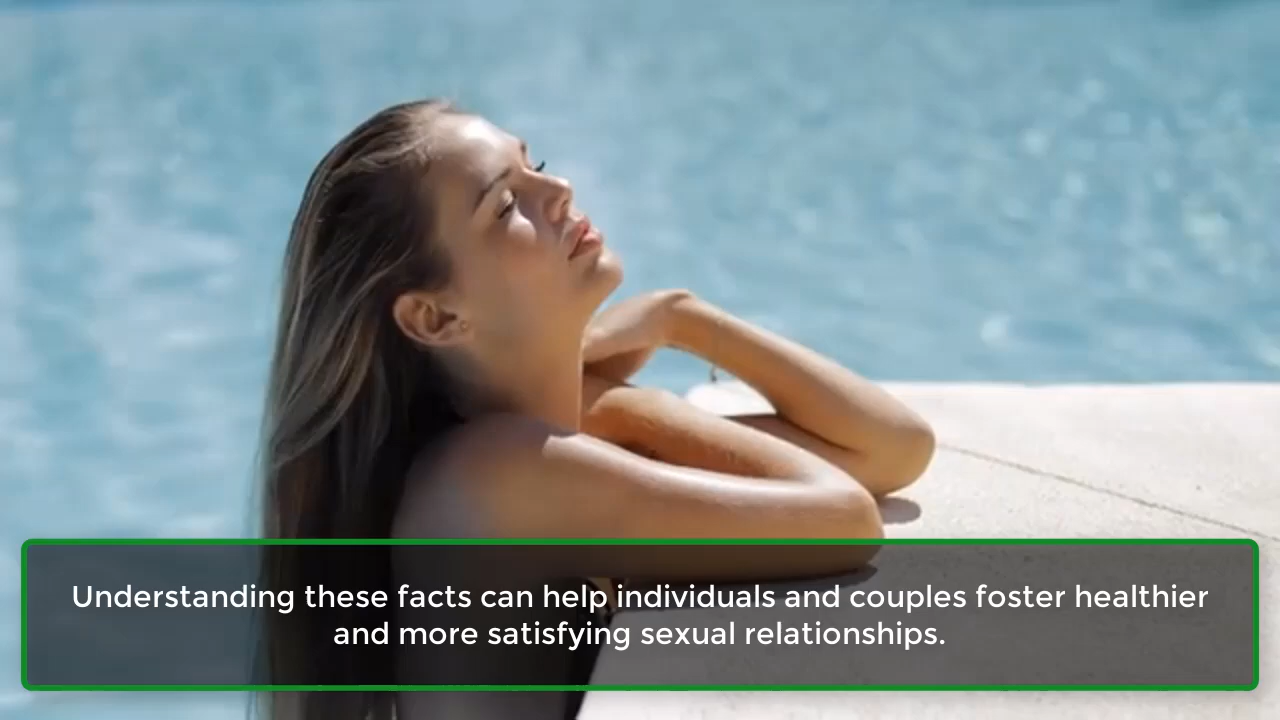 Understanding these facts can help individuals and couples foster healthier
and more satisfying sexual relationships.